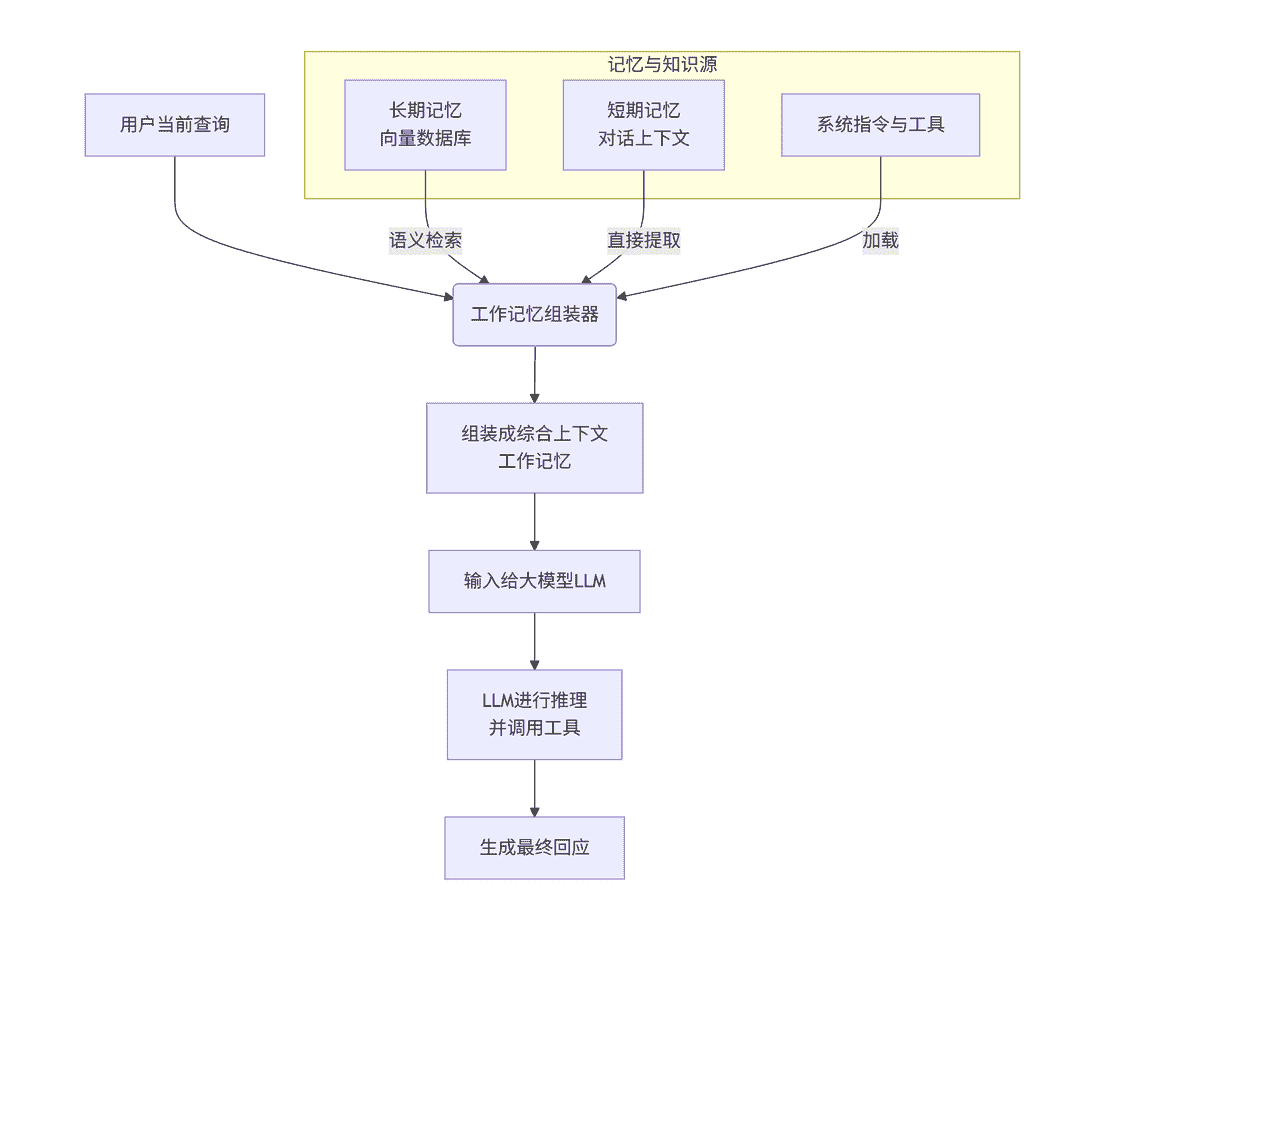 记忆与知识源
用户当前查询
长期记忆
向量数据库
短期记忆
对话上下文
系统指令与工具
语义检索
直接提取
加载
工作记忆组装器
组装成综合上下文
工作记忆
输入给大模型LLM
LLM进行推理
并调用工具
生成最终回应